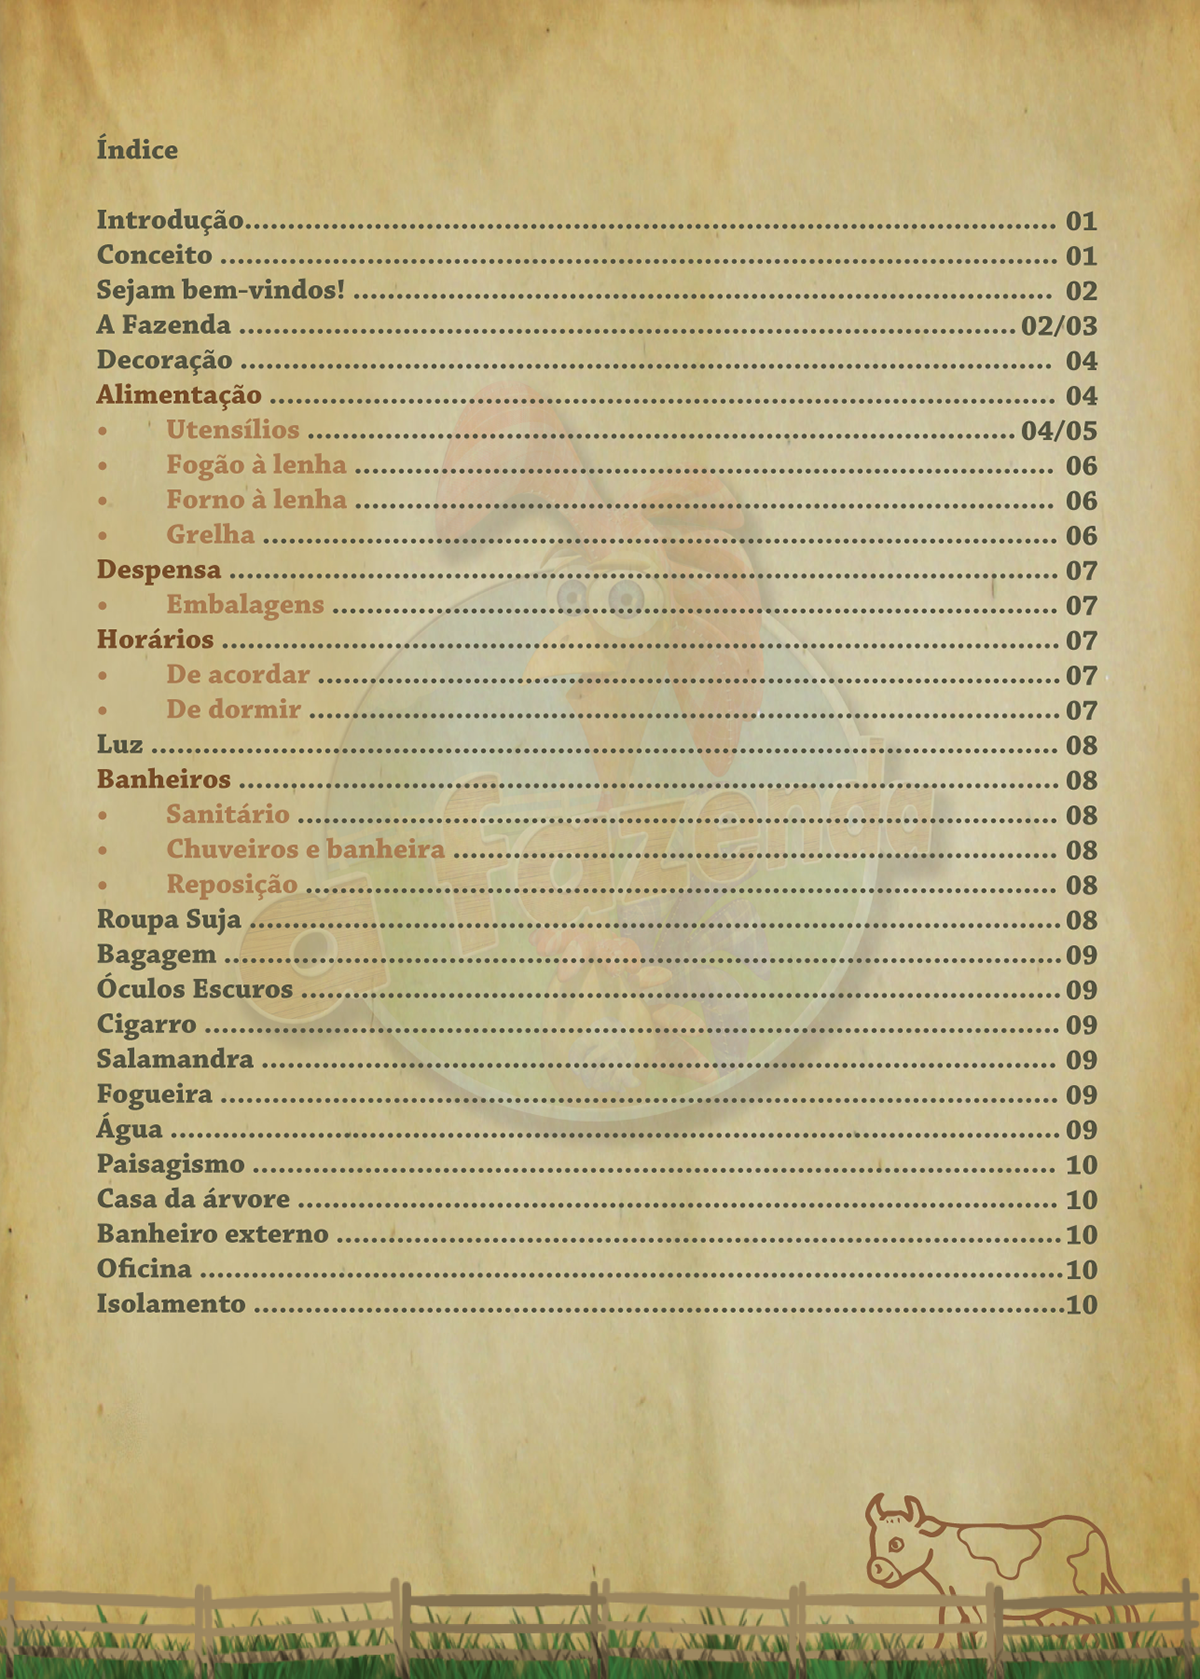 Índice
Introdução........................................................ 01
Conceito ........................................................ 01
Sejam bem-vindos! ........................................................ 02
A Fazenda ........................................................ 02/03
Decoração ........................................................ 04
Alimentação ........................................................ 04
• Utensílios ........................................................ 04/05
• Fogão à lenha ........................................................ 06
• Forno à lenha ........................................................ 06
• Grelha ........................................................ 06
Despensa ........................................................ 07
• Embalagens ........................................................ 07
Horários ........................................................ 07
• De acordar ........................................................ 07
• De dormir ........................................................ 07
Luz ........................................................ 08
Banheiros ........................................................ 08
• Sanitário ........................................................ 08
• Chuveiros e banheira ........................................................ 08
• Reposição ........................................................ 08
Roupa Suja ........................................................ 08
Bagagem ........................................................ 09
Óculos Escuros ........................................................ 09
Cigarro ........................................................ 09
Salamandra ........................................................ 09
Fogueira ........................................................ 09
Água ........................................................ 09
Paisagismo ........................................................ 10
Casa da árvore ........................................................ 10
Banheiro externo ........................................................ 10
Oficina ........................................................10
Isolamento ........................................................10
a fazenda